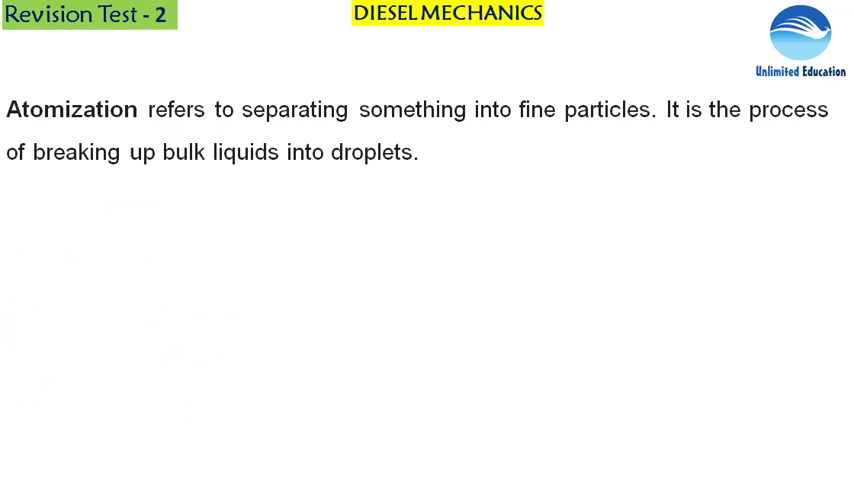 Revision Test - 2
DIESEL MECHANICS
Unlimited Education
Atomization refers to separating something into fine particles. It is the process
of breaking up bulk liquids into droplets.